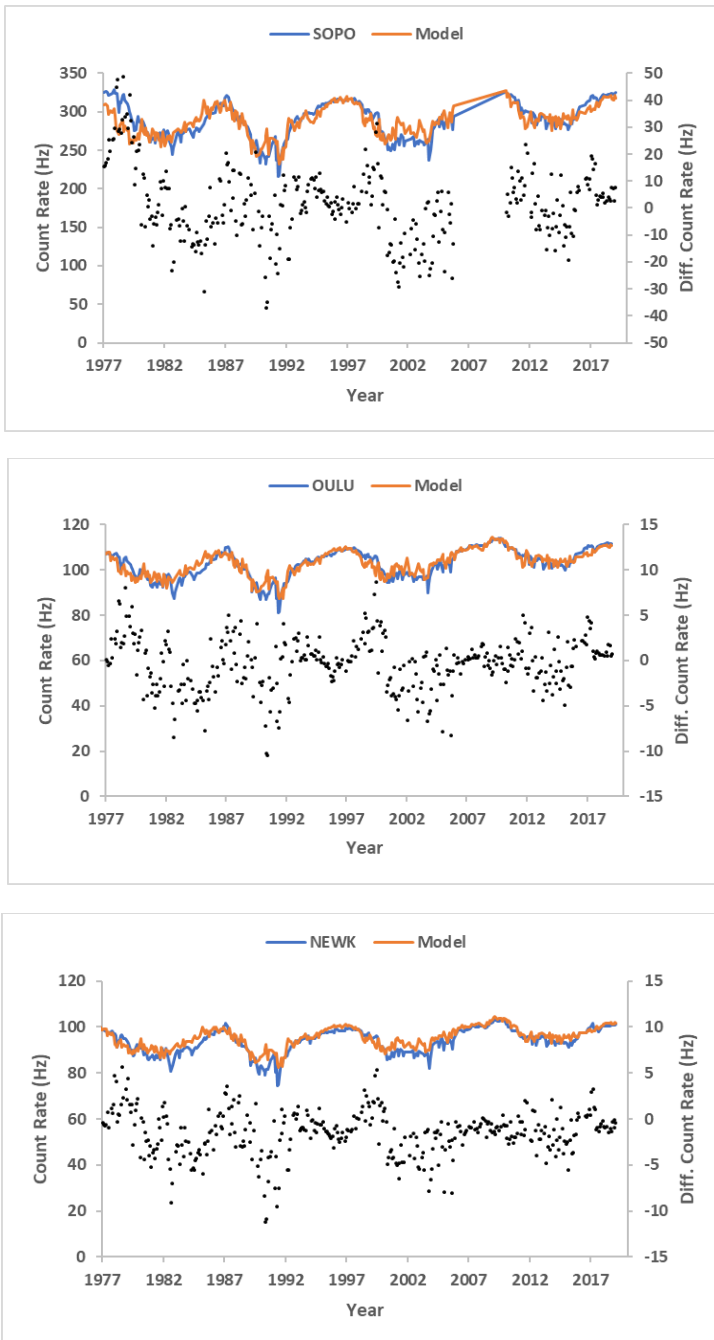 SOPO Model
350 50
300 40
250 30
200 20
150 10
100 0
50 -10
0 -20
-30
-40
-50
Count Rate (Hz)
Diff. Count Rate (Hz)
1977 1982 1987 1992 1997 2002 2007 2012 2017
Year
OULU Model
120 15
100 10
80 5
60 0
40 -5
20 -10
0 -15
Count Rate (Hz)
Diff. Count Rate (Hz)
1977 1982 1987 1992 1997 2002 2007 2012 2017
Year
NEWK Model
120 15
100 10
80 5
60 0
40 -5
20 -10
0 -15
Count Rate (Hz)
Diff. Count Rate (Hz)
1977 1982 1987 1992 1997 2002 2007 2012 2017
Year